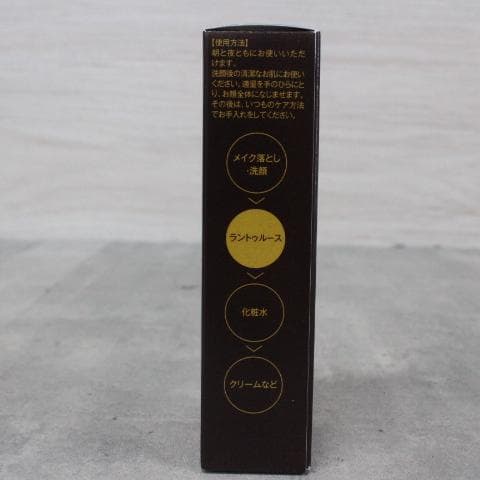 【使用方法】
朝と夜ともにお使いいただ
けます。
洗顔後の清潔なお肌にお使い
ください。適量を手のひらにと
り、お顔全体になじませます。
その後は、いつものケア方法
でお手入れをしてください。
メイク落とし
・洗顔
ラントゥルース
化粧水
クリームなど